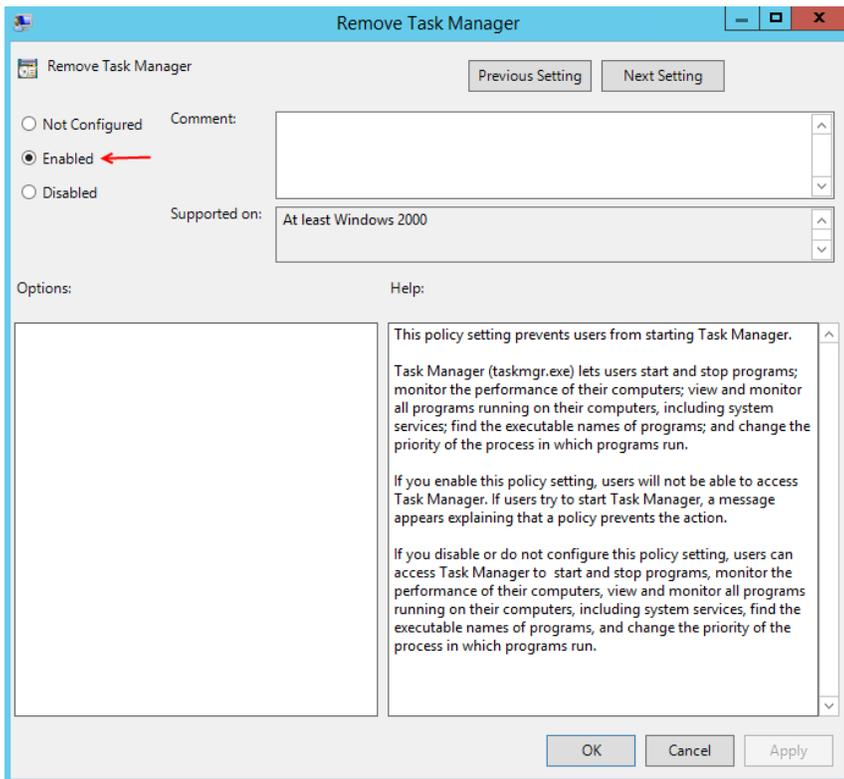 Remove Task Manager
Remove Task Manager
Previous Setting
Next Setting
Not Configured
Comment:
Enabled
Disabled
Supported on:
At least Windows 2000
Options:
Help:
This policy setting prevents users from starting Task Manager.
Task Manager (taskmgr.exe) lets users start and stop programs;
monitor the performance of their computers; view and monitor
all programs running on their computers, including system
services; find the executable names of programs; and change the
priority of the process in which programs run.
If you enable this policy setting, users will not be able to access
Task Manager. If users try to start Task Manager, a message
appears explaining that a policy prevents the action.
If you disable or do not configure this policy setting, users can
access Task Manager to  start and stop programs, monitor the
performance of their computers, view and monitor all programs
running on their computers, including system services, find the
executable names of programs, and change the priority of the
process in which programs run.
OK
Cancel
Apply